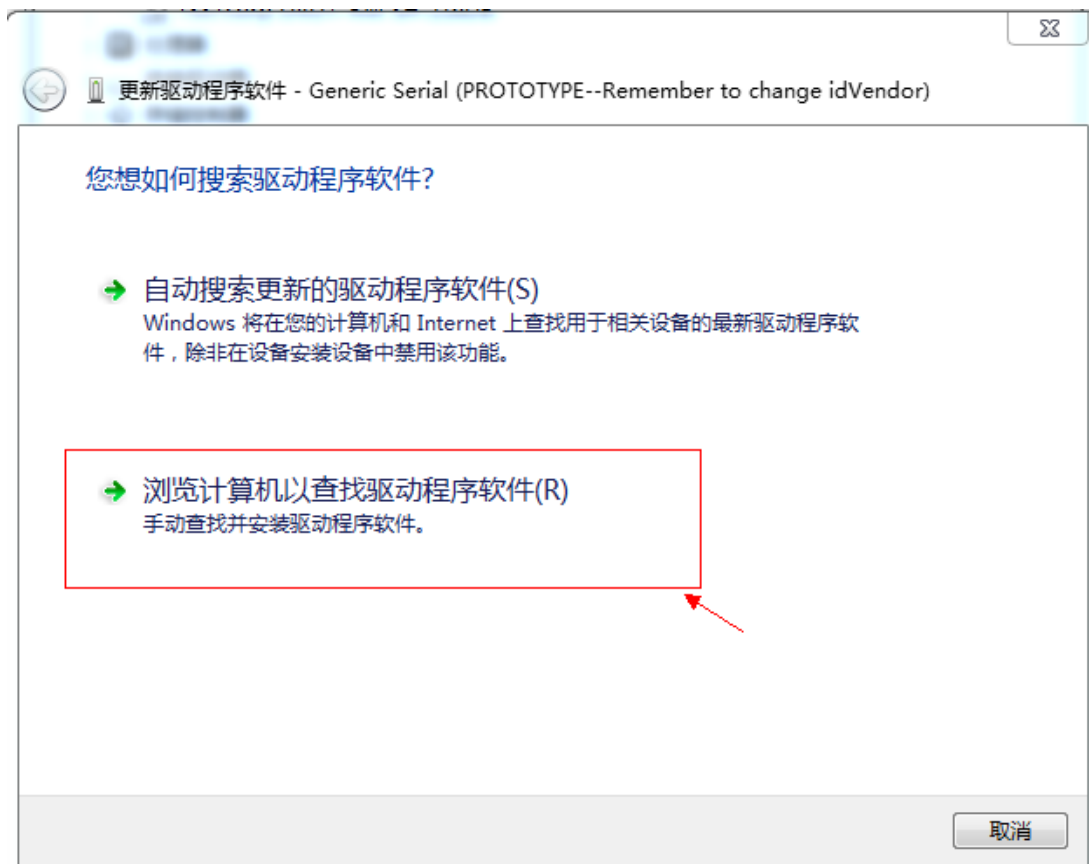 更新驱动程序软件 - Generic Serial (PROTOTYPE--Remember to change idVendor)
您想如何搜索驱动程序软件?
自动搜索更新的驱动程序软件(S)
Windows 将在您的计算机和 Internet 上查找用于相关设备的最新驱动程序软
件，除非在设备安装设备中禁用该功能。
浏览计算机以查找驱动程序软件(R)
手动查找并安装驱动程序软件。
取消